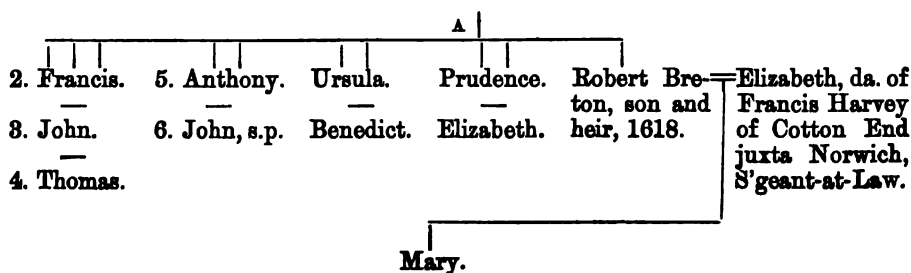 A
2. Francis. 5. Anthony. Ursula. Prudence. Robert Bre- Elizabeth, da. of
ton, son and Francis Harvey
3. John. 6. John, s.p. Benedict. Elizabeth. heir, 1618. of Cotton End
juxta Norwich,
4. Thomas. S'geant-at-Law.
Mary.